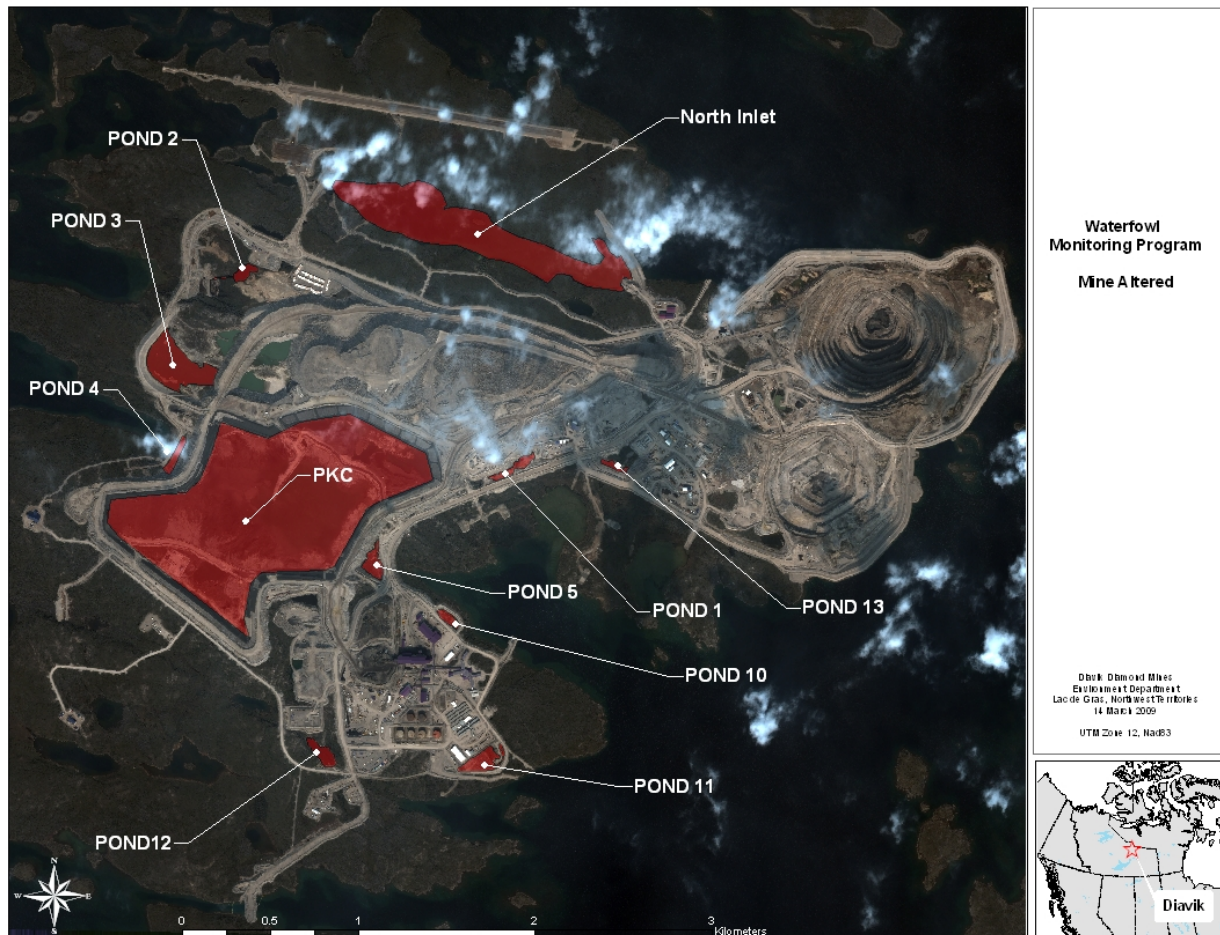 North Inlet
POND 2
POND 3
POND 4
PKC
POND 5
POND 1
POND 13
POND 10
POND 11
POND12
N
W
E
S
0
0.5
1
2
3
Kilometers
Waterfowl
Monitoring Program
Mine Altered
Diavik Diamond Mines
Environment Department
Lac de Gras, Northwest Territories
14 March 2009
UTM Zone 12, Nad83
Diavik